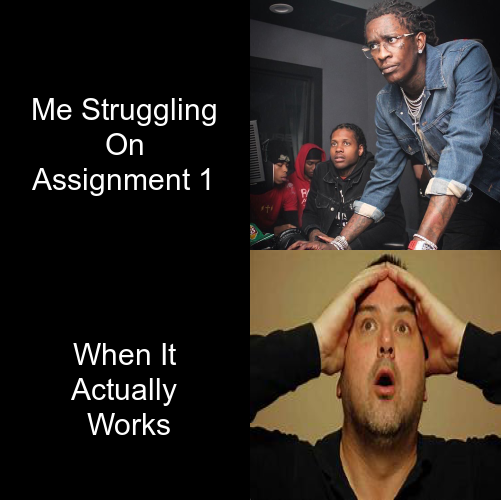 Me Struggling
On
Assignment 1
When It
Actually
Works